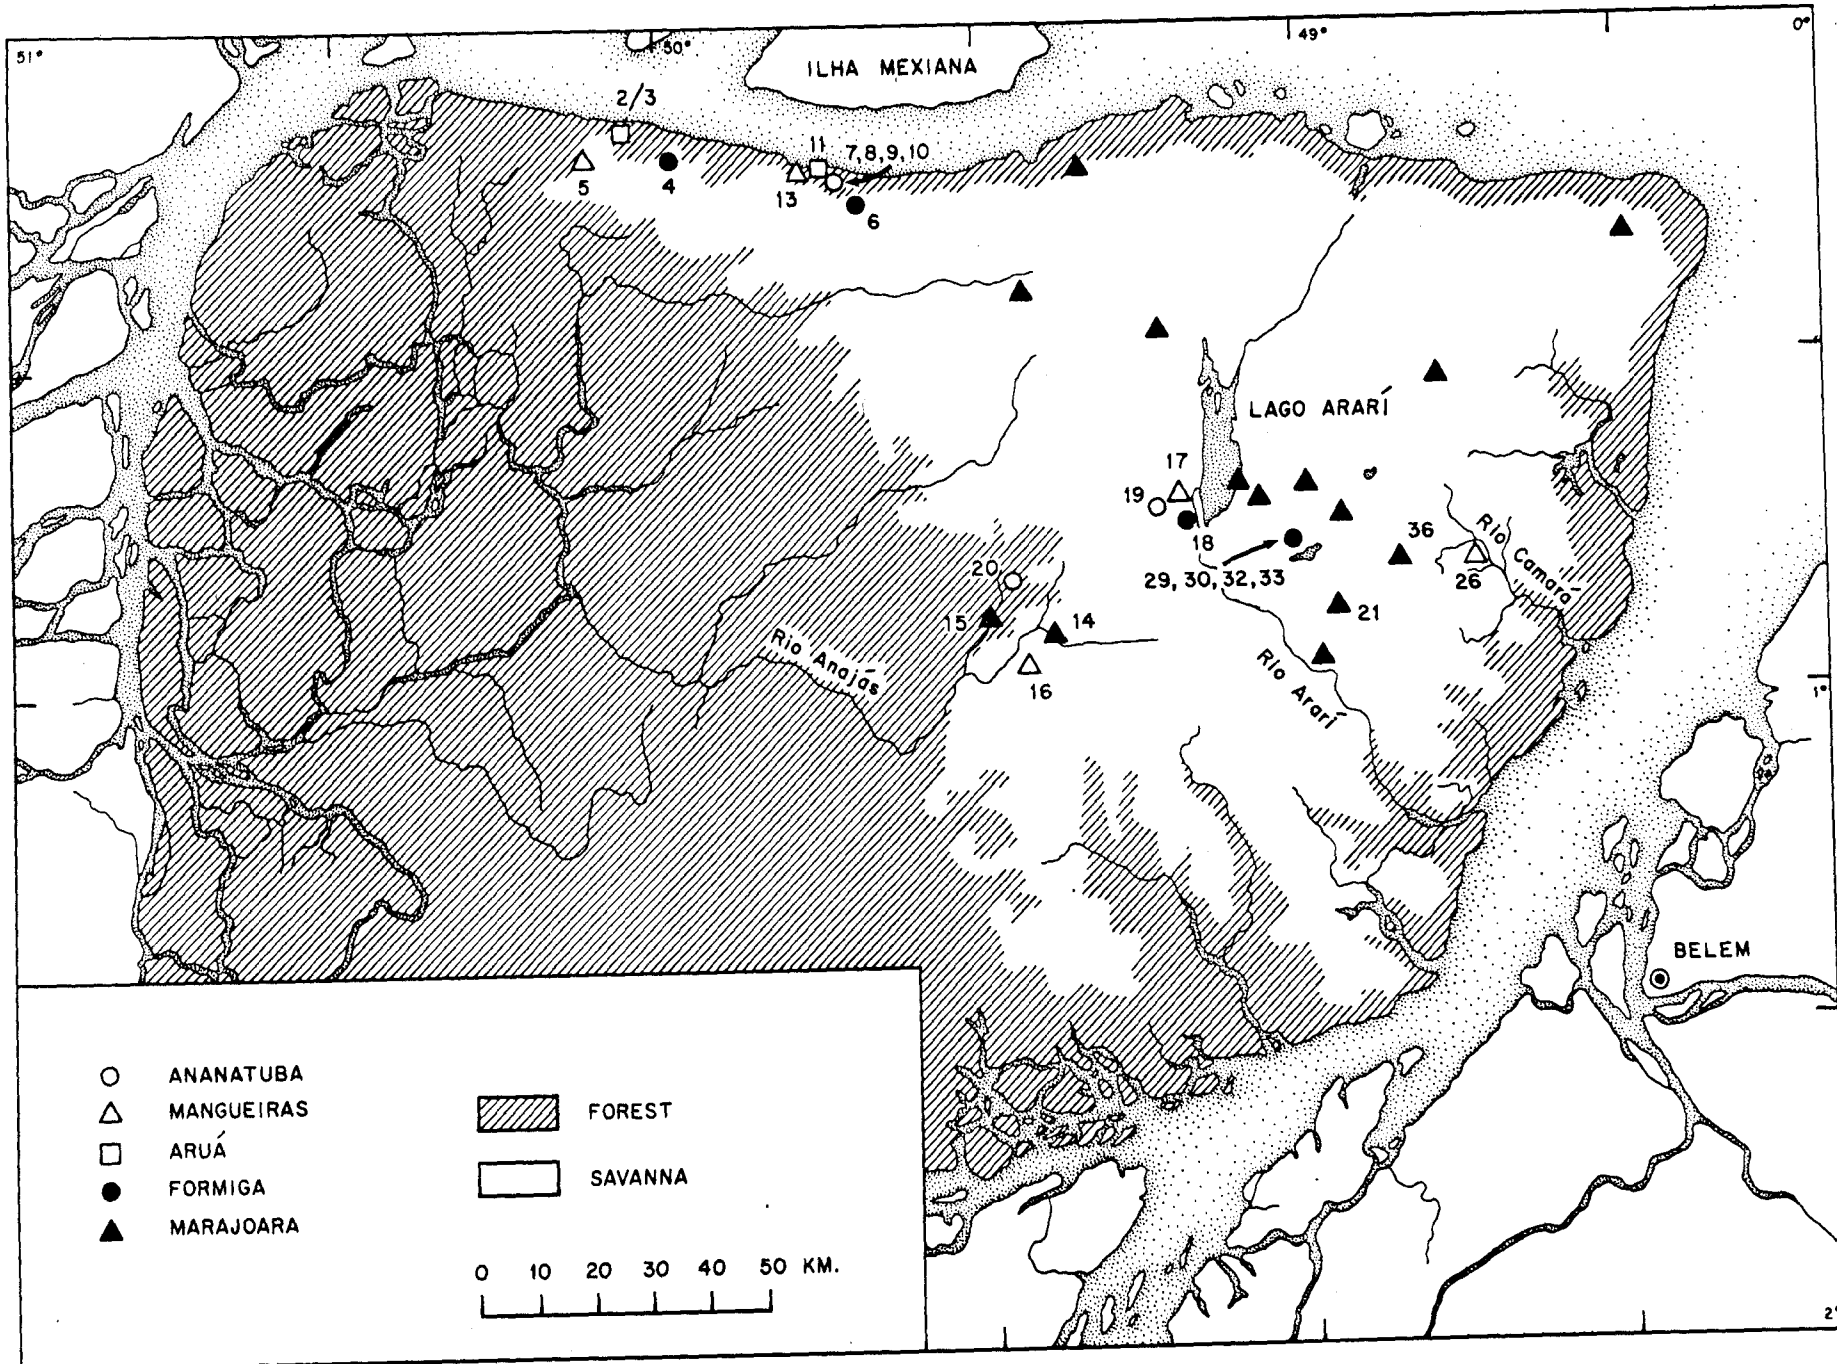 51°
50°
49°
0°
ILHA MEXIANA
2/3
11
7,8,9,10
5
4
13
6
LAGO ARARÍ
17
19
18
36
Rio Camará
29, 30, 32, 33
26
20
21
15
14
Rio Anajás
16
Rio Ararí
1°
BELEM
ANANATUBA
MANGUEIRAS
FOREST
ARUÁ
SAVANNA
FORMIGA
MARAJOARA
0 10 20 30 40 50 KM.
2°